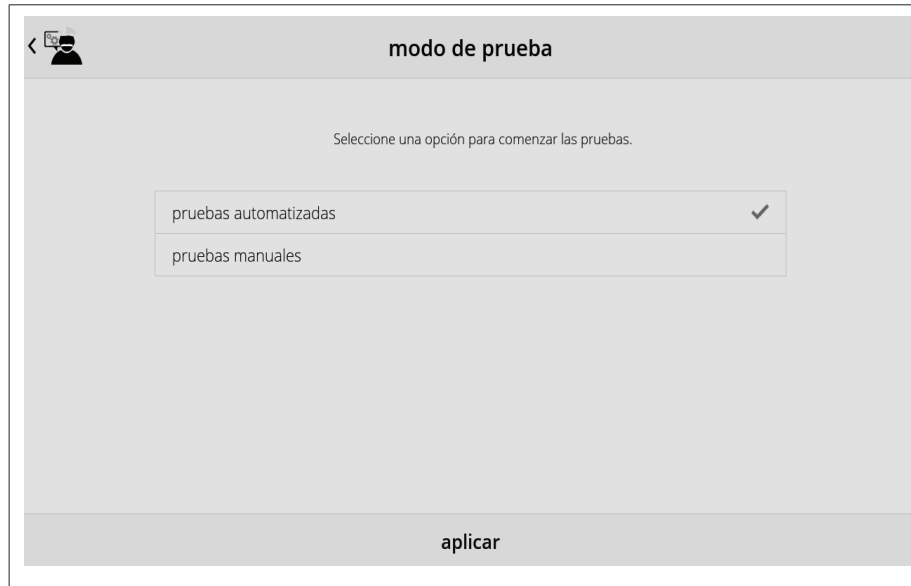 modo de prueba
Seleccione una opción para comenzar las pruebas.
pruebas automatizadas
pruebas manuales
aplicar